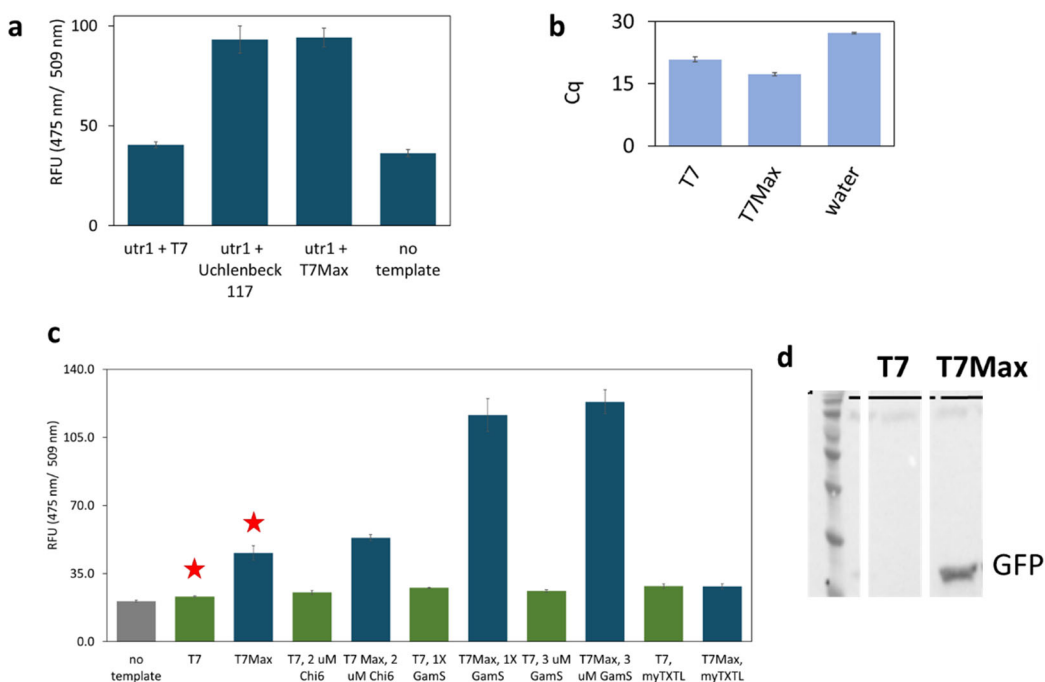 a
RFU (475 nm/ 509 nm)
100
50
0
utr1 + T7
utr1 +
Uchlenbeck
117
utr1 +
T7Max
no
template
b
Cq
30
15
0
T7
T7Max
water
c
RFU (475 nm/ 509 nm)
140.0
105.0
70.0
35.0
0.0
no
template
T7
T7Max
T7, 2 uM
Chi6
T7 Max, 2
uM Chi6
T7, 1X
GamS
T7Max, 1X
GamS
T7, 3 uM
GamS
T7Max, 3
uM GamS
T7,
myTXTL
T7Max,
myTXTL
d
T7 T7Max
GFP